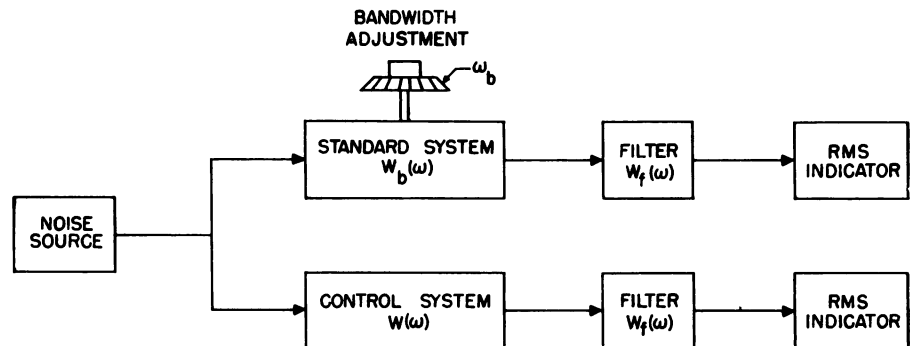 BANDWIDTH
ADJUSTMENT
ω_b
STANDARD SYSTEM
W_b(ω)
FILTER
W_f(ω)
RMS
INDICATOR
NOISE
SOURCE
CONTROL SYSTEM
W(ω)
FILTER
W_f(ω)
RMS
INDICATOR